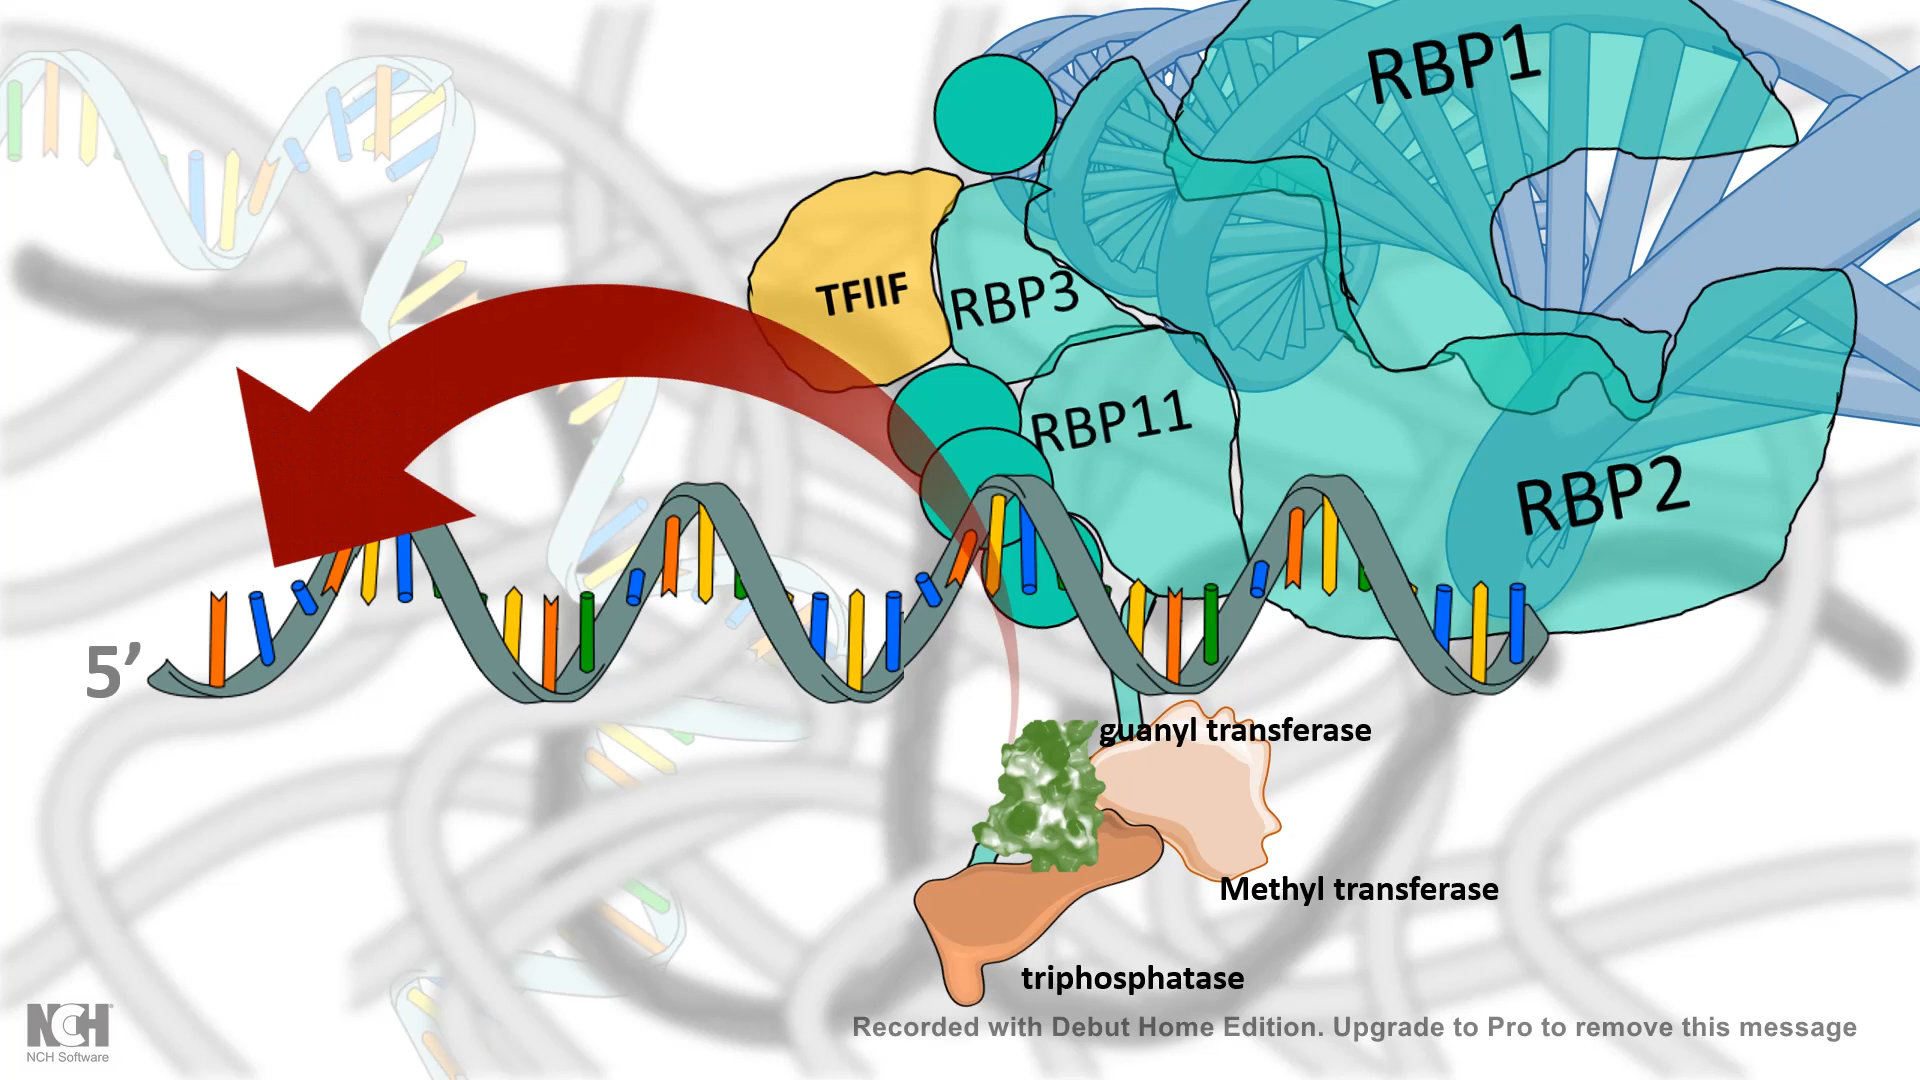 RBP1
TFIIF
RBP3
RBP11
RBP2
5’
guanyl transferase
Methyl transferase
triphosphatase
NCH
NCH Software
Recorded with Debut Home Edition. Upgrade to Pro to remove this message